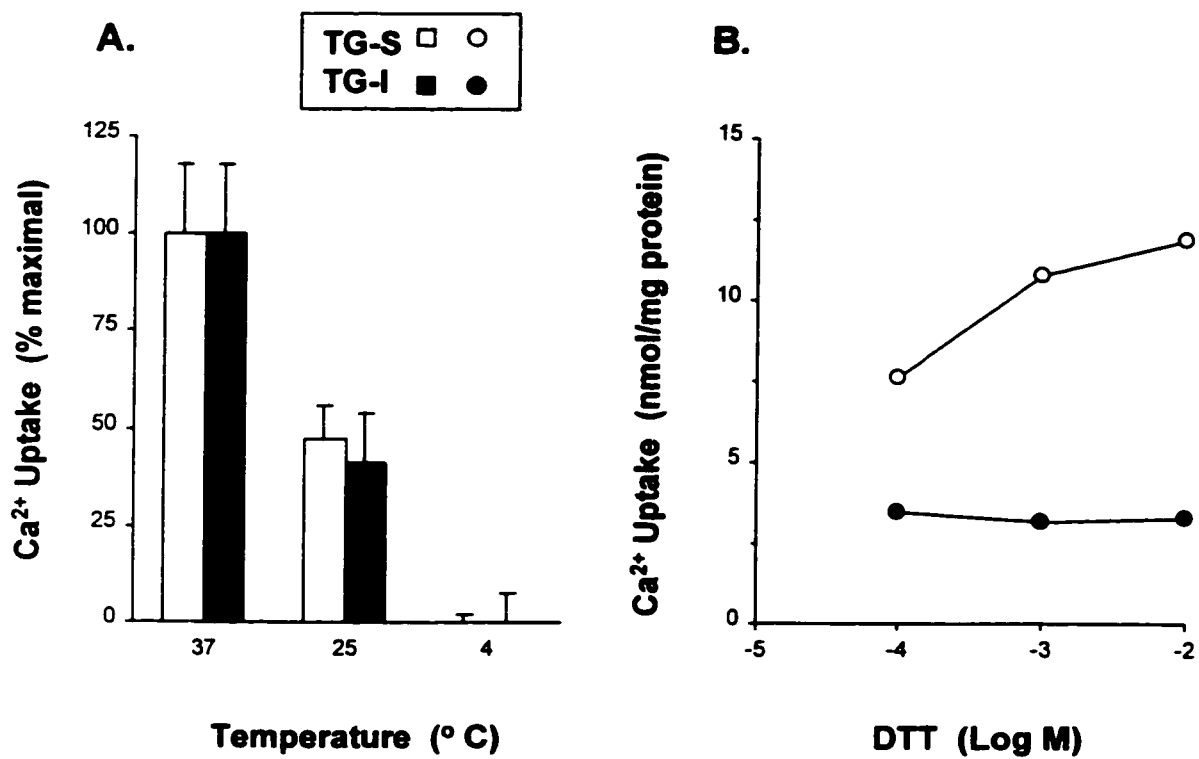 A.
TG-S
TG-I
B.
Ca²⁺ Uptake (% maximal)
125
100
75
50
25
0
37 25 4
Temperature (º C)
Ca²⁺ Uptake (nmol/mg protein)
15
10
5
0
-5 -4 -3 -2
DTT (Log M)